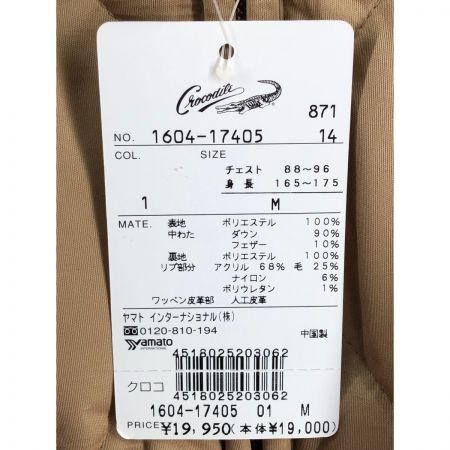 Crocodile
871
NO. 1604-17405 14
COL. SIZE
チェスト 88~96
身長 165~175
1 M
MATE. 表地 ポリエステル 100%
中わた ダウン 90%
フェザー 10%
裏地 ポリエステル 100%
リブ部分 アクリル 68% 毛 25%
ナイロン 6%
ポリウレタン 1%
ワッペン皮革部 人工皮革
ヤマト インターナショナル(株)
0120-810-194 中国製
yamato
INTERNATIONAL
4518025203062
クロコ
4518025203062
1604-17405 01 M
PRICE ¥19,950(本体¥19,000)